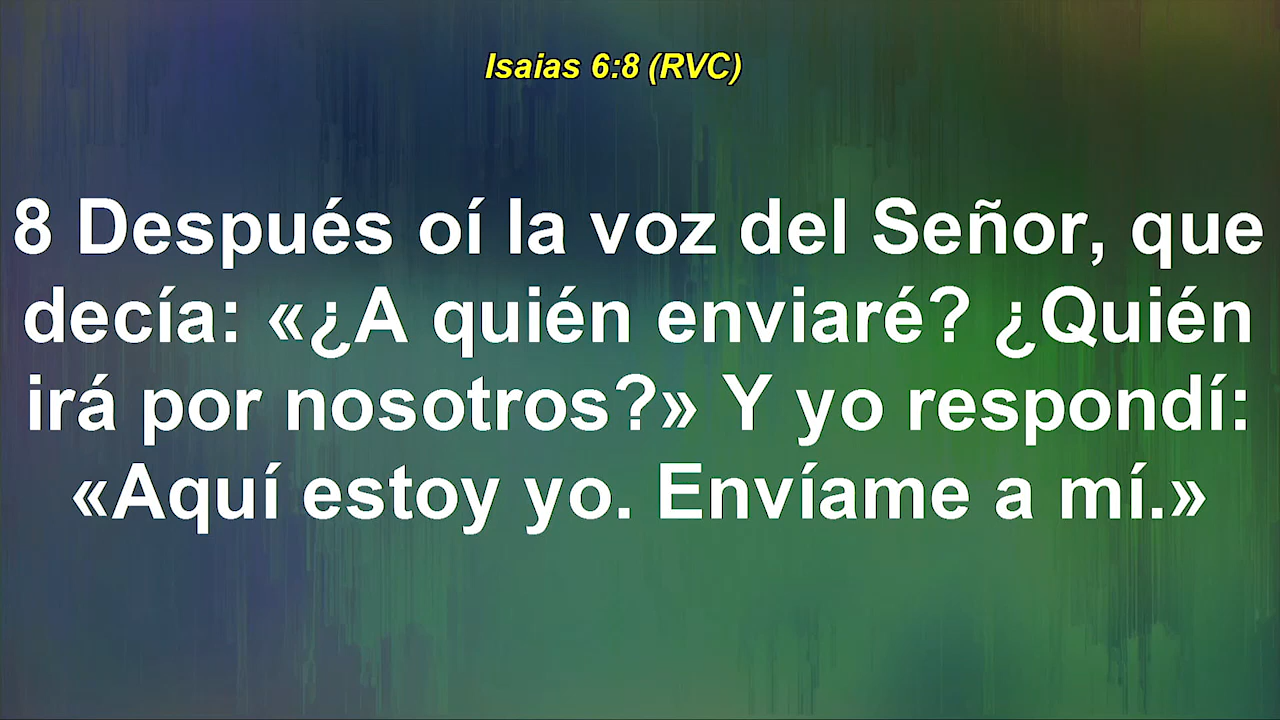 Isaias 6:8 (RVC)
8 Después oí la voz del Señor, que
decía: «¿A quién enviaré? ¿Quién
irá por nosotros?» Y yo respondí:
«Aquí estoy yo. Envíame a mí.»